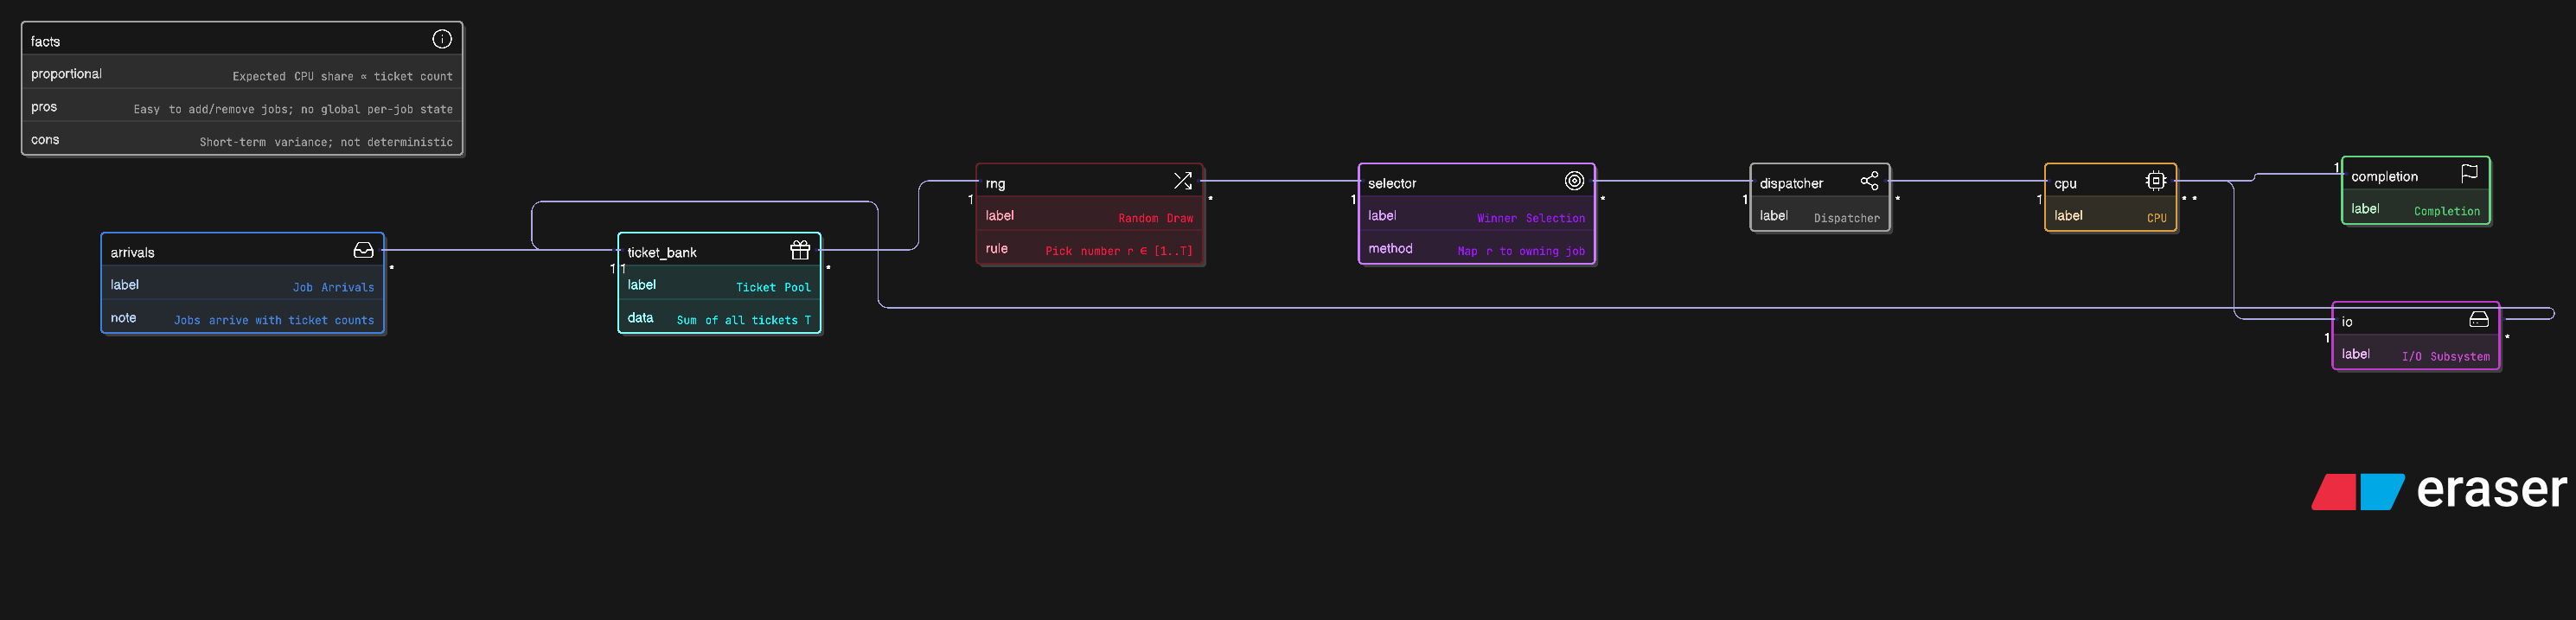 facts
proportional Expected CPU share ∝ ticket count
pros Easy to add/remove jobs; no global per-job state
cons Short-term variance; not deterministic
arrivals
label Job Arrivals
note Jobs arrive with ticket counts
*
1 1
ticket_bank
label Ticket Pool
data Sum of all tickets T
*
1
rng
label Random Draw
rule Pick number r ∈ [1..T]
*
1
selector
label Winner Selection
method Map r to owning job
*
1
dispatcher
label Dispatcher
*
1
cpu
label CPU
* *
1
completion
label Completion
1
io
label I/O Subsystem
*
eraser